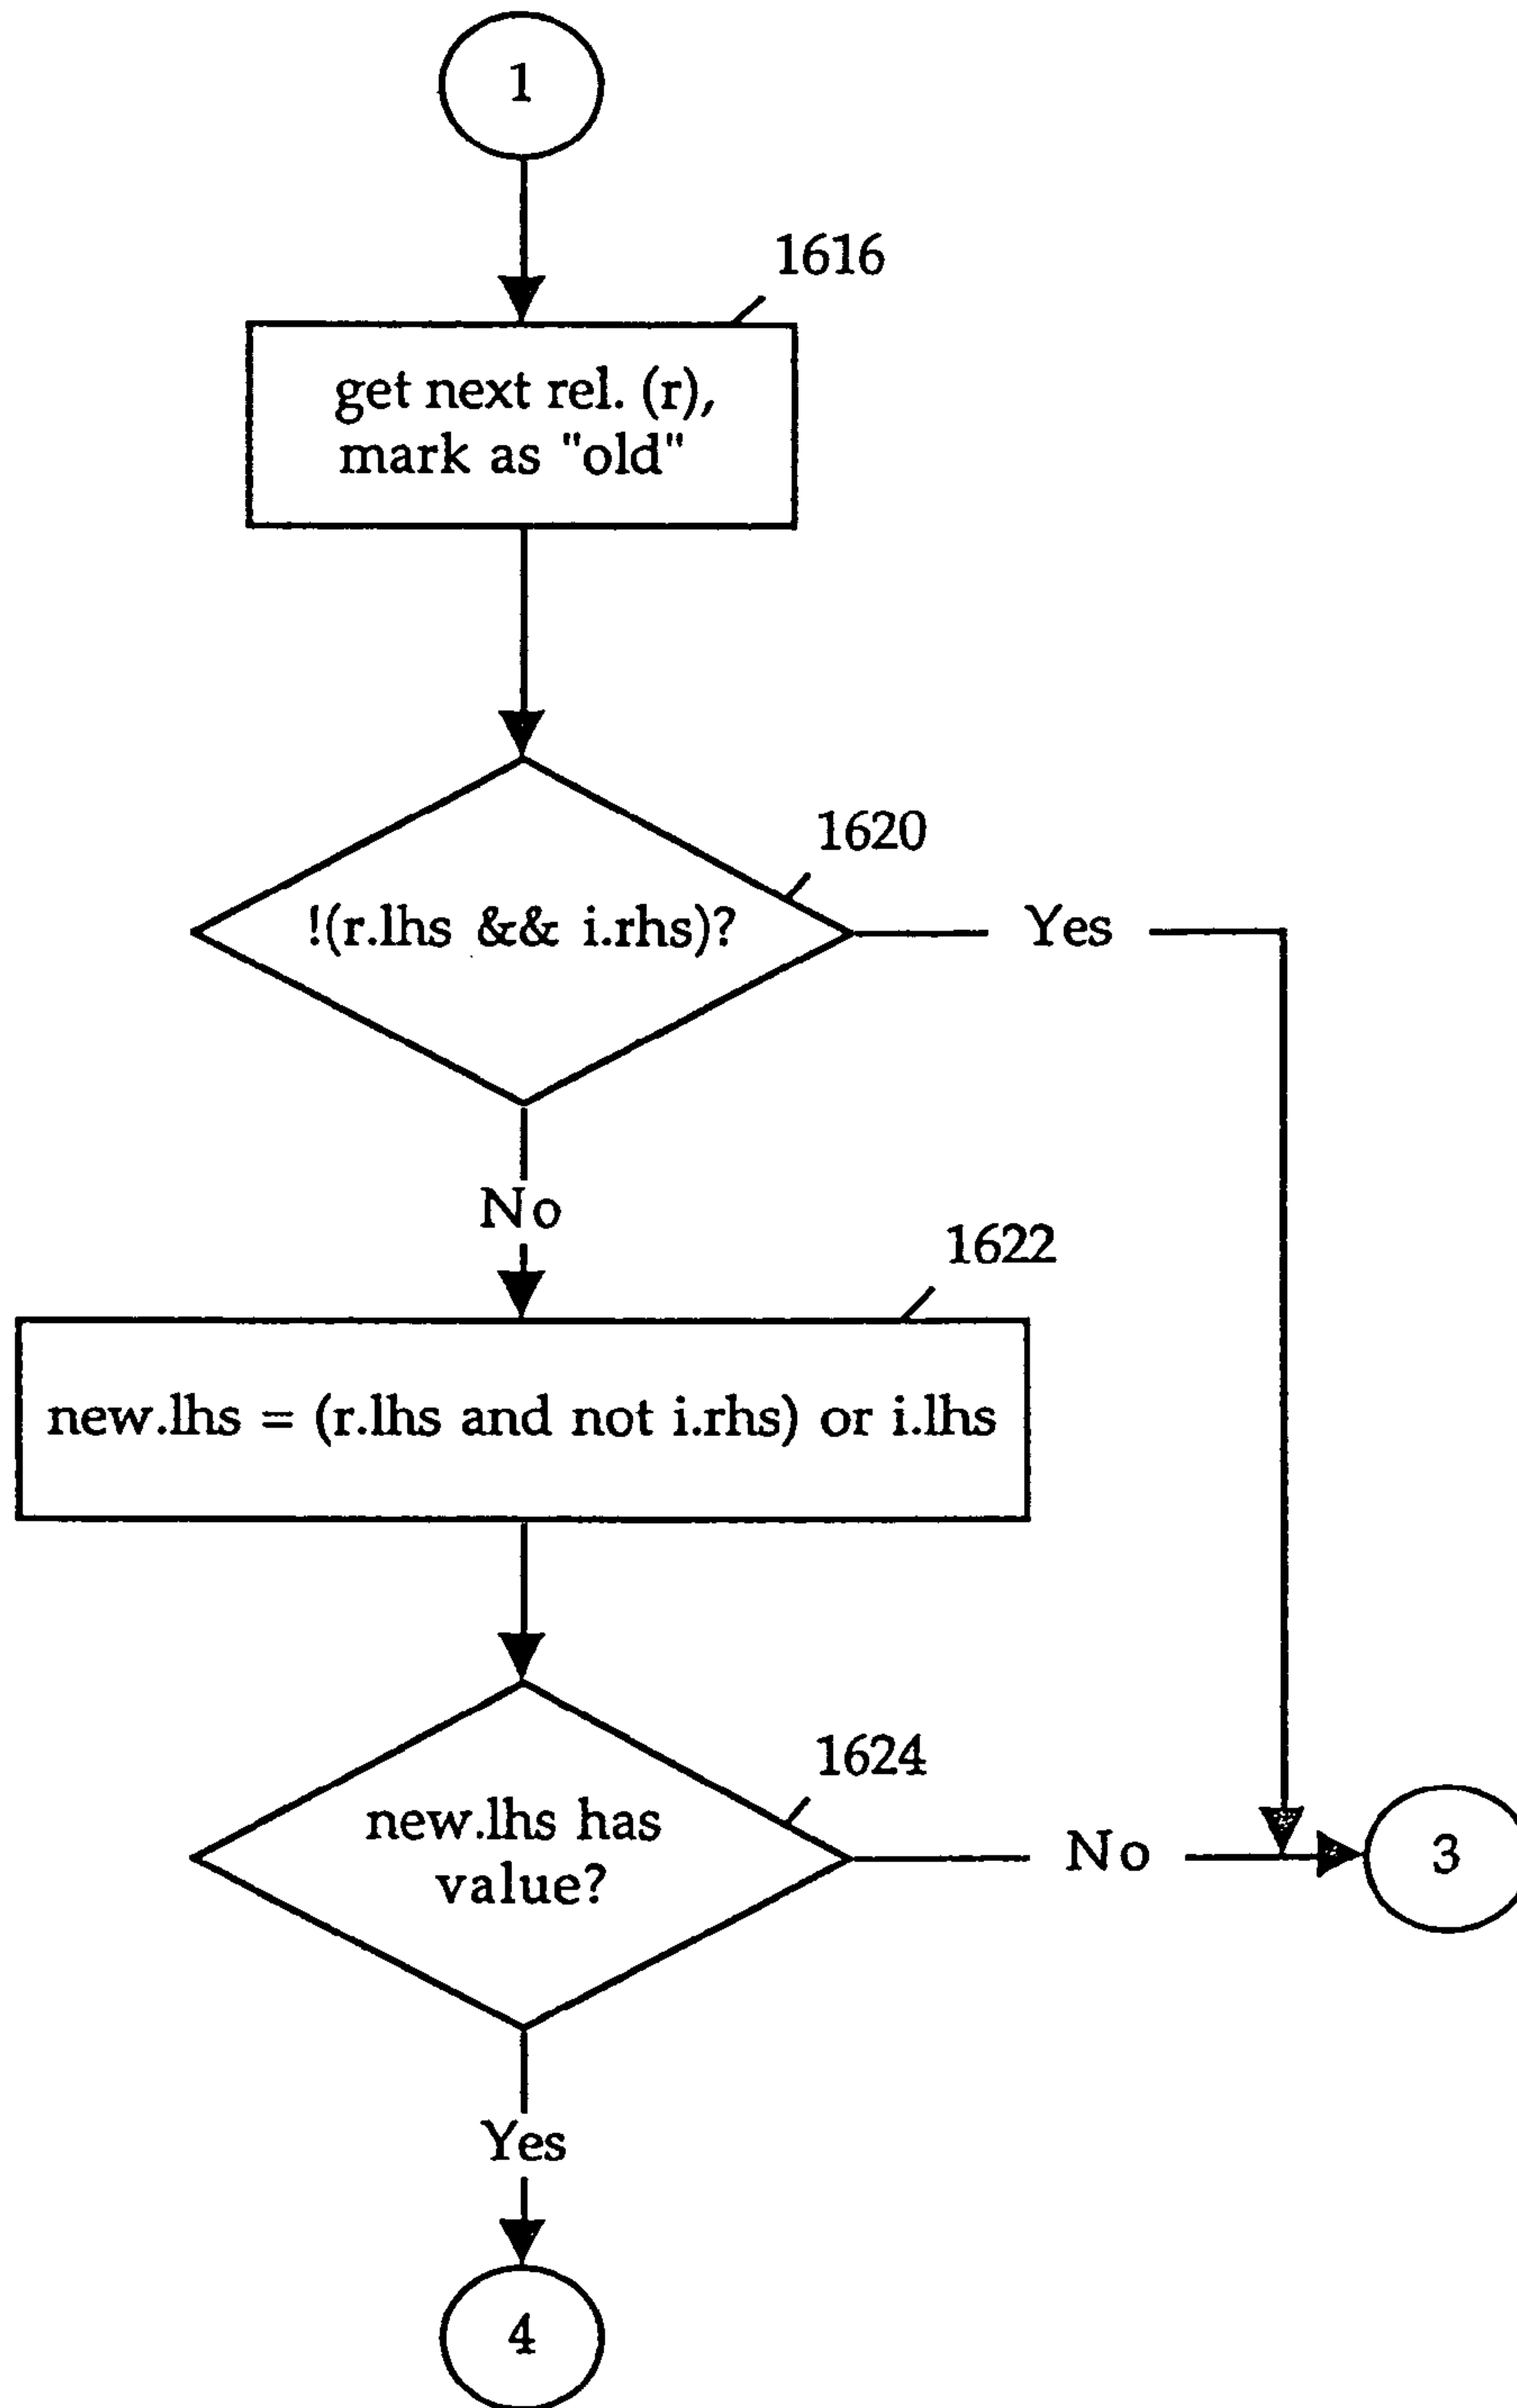 1
1616
get next rel. (r),
mark as "old"
1620
!(r.lhs && i.rhs)?
Yes
No
1622
new.lhs = (r.lhs and not i.rhs) or i.lhs
1624
new.lhs has
value?
No
3
Yes
4